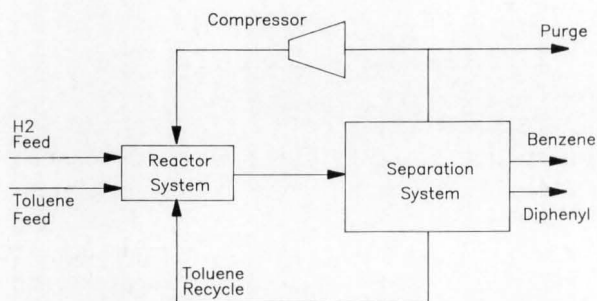 Compressor
Purge
H2
Feed
Reactor
System
Separation
System
Benzene
Toluene
Feed
Diphenyl
Toluene
Recycle